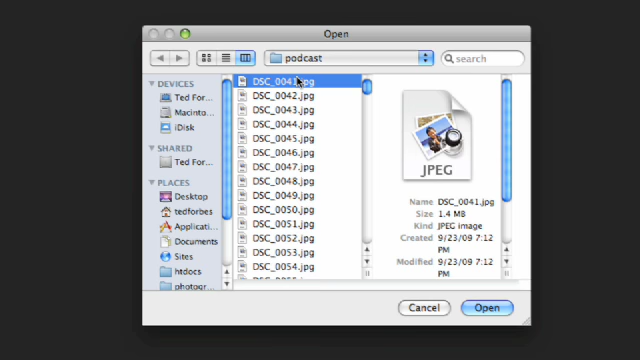 Open
podcast
search
DEVICES
Ted For...
Macinto...
iDisk
SHARED
Ted For...
PLACES
Desktop
tedforbes
Applicati...
Documents
Sites
htdocs
photogr...
DSC_0041.jpg
DSC_0042.jpg
DSC_0043.jpg
DSC_0044.jpg
DSC_0045.jpg
DSC_0046.jpg
DSC_0047.jpg
DSC_0048.jpg
DSC_0049.jpg
DSC_0050.jpg
DSC_0051.jpg
DSC_0052.jpg
DSC_0053.jpg
DSC_0054.jpg
JPEG
Name DSC_0041.jpg
Size 1.4 MB
Kind JPEG image
Created 9/23/09 7:12
PM
Modified 9/23/09 7:12
PM
Cancel
Open